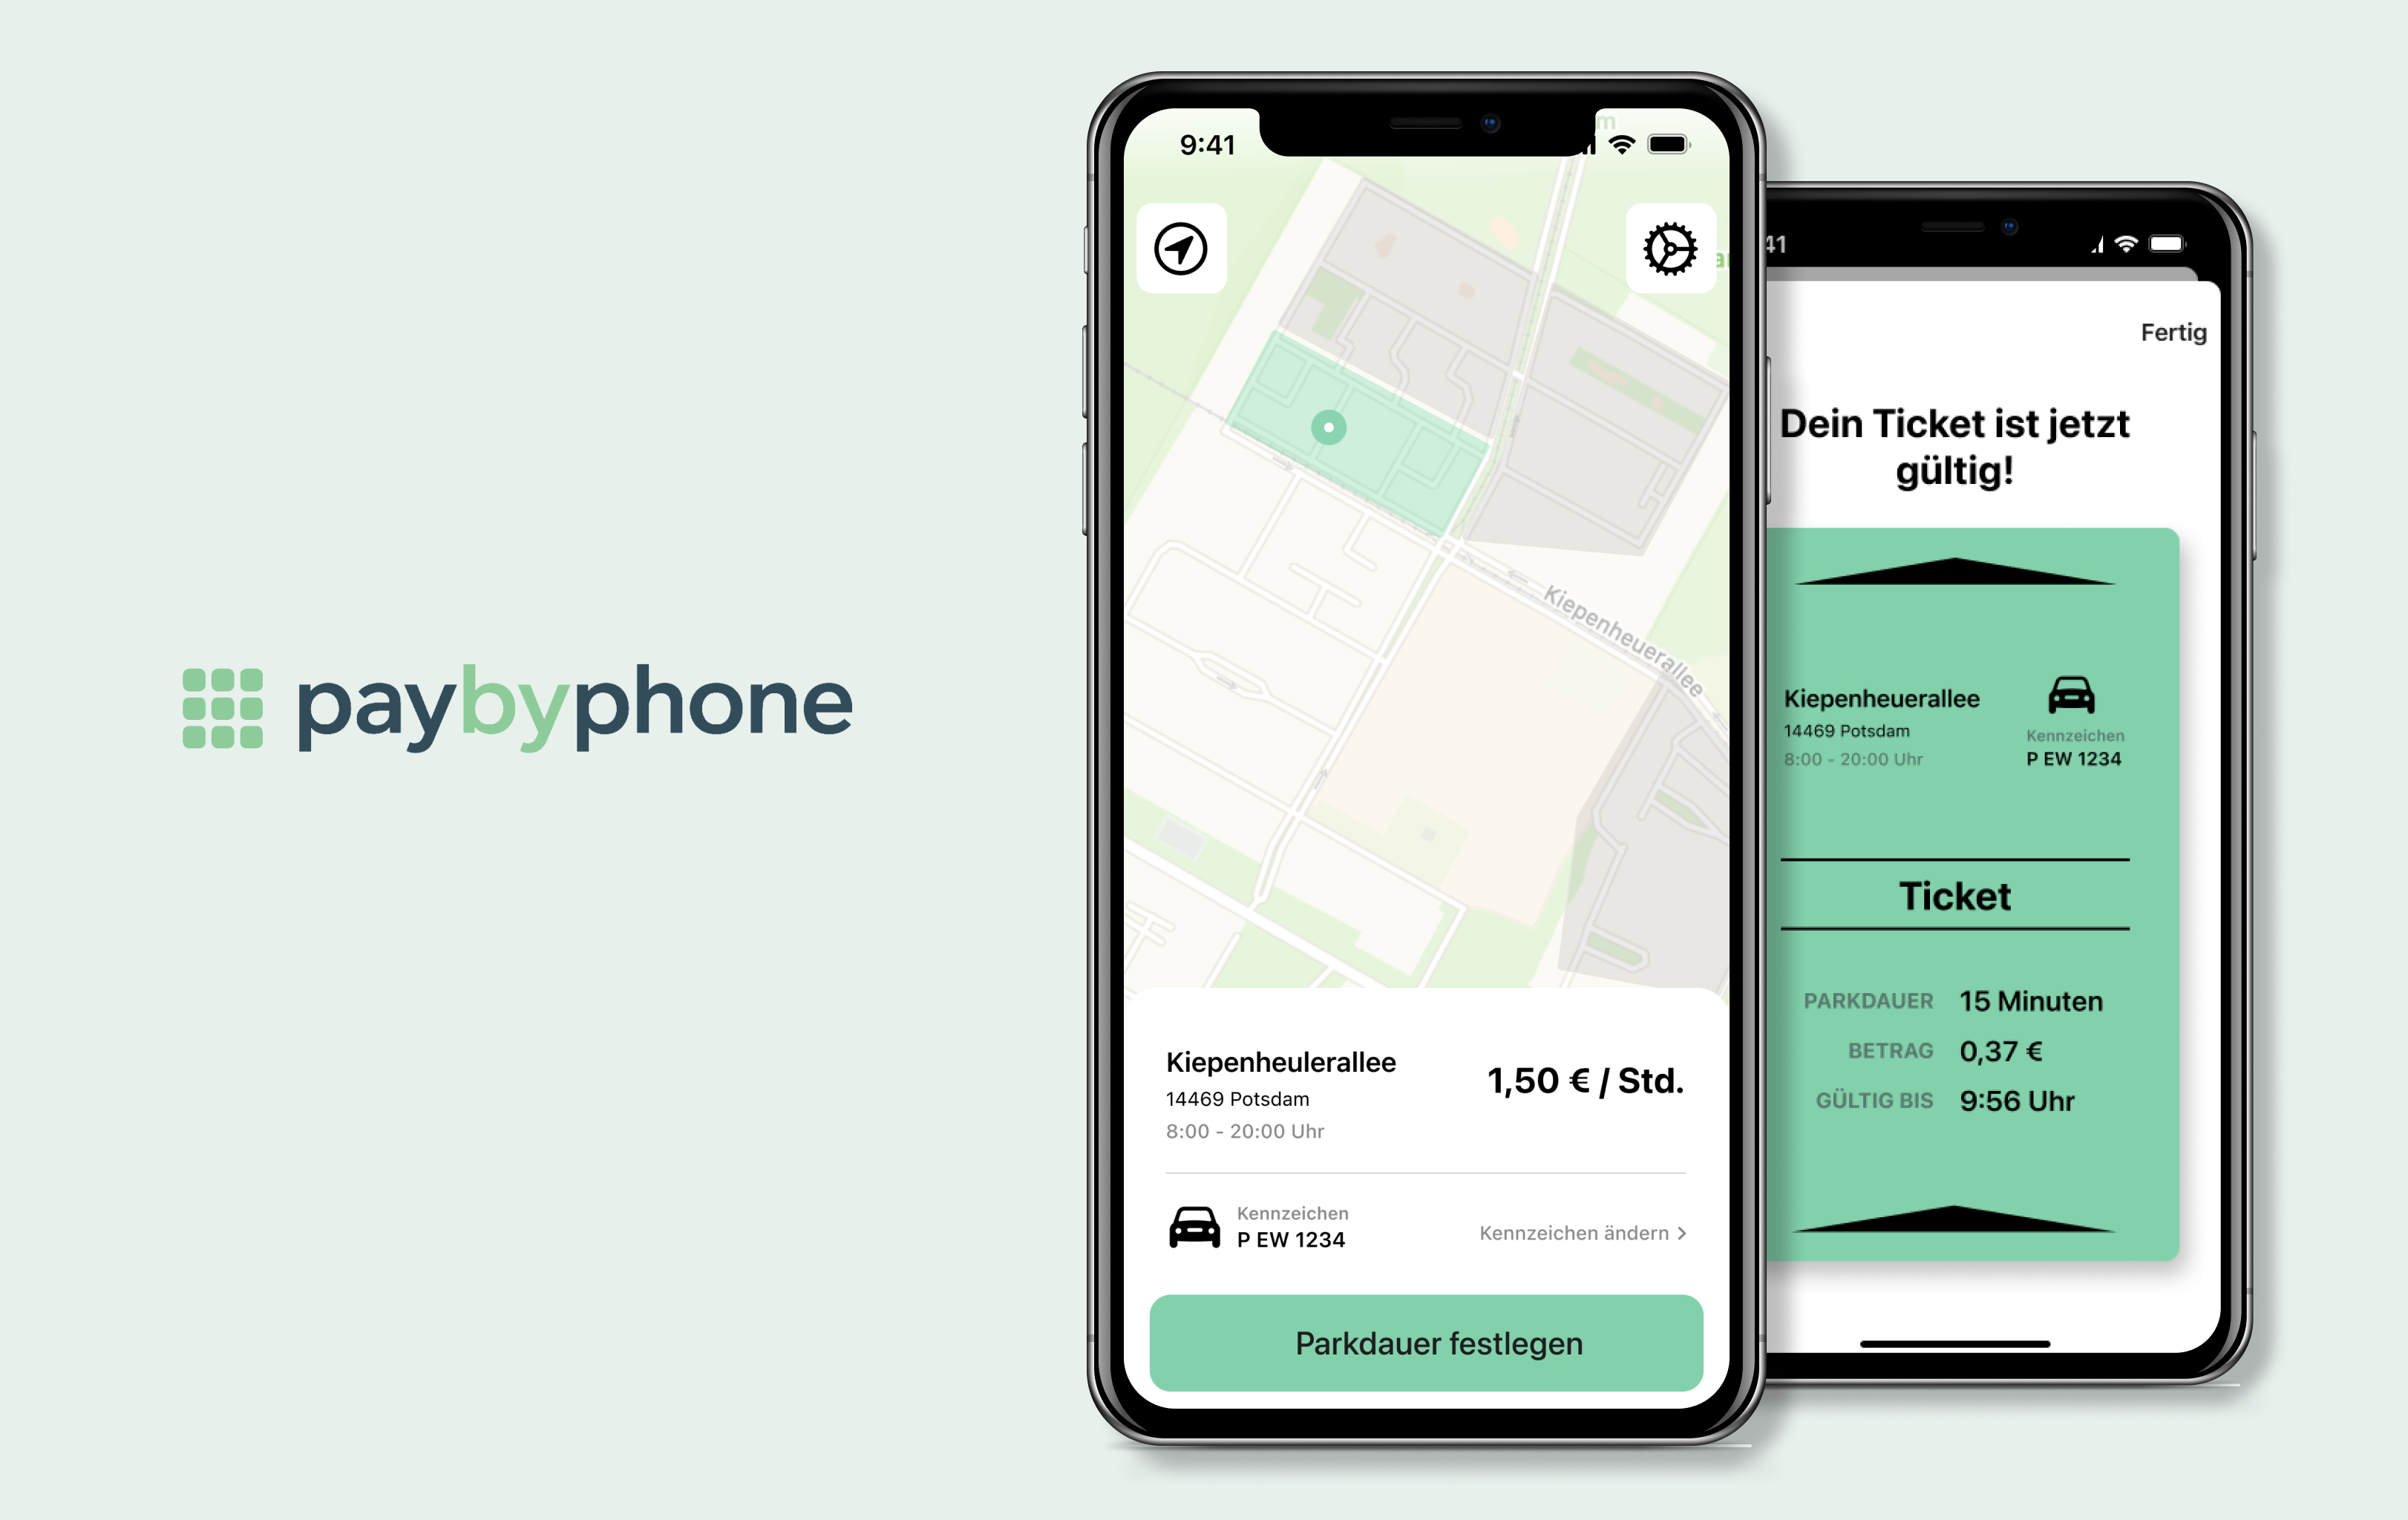 paybyphone
9:41
Kiepenheuerallee
Kiepenheulerallee
14469 Potsdam
8:00 - 20:00 Uhr
1,50 € / Std.
Kennzeichen
P EW 1234
Kennzeichen ändern
Parkdauer festlegen
41
Fertig
Dein Ticket ist jetzt
gültig!
Kiepenheuerallee
14469 Potsdam
8:00 - 20:00 Uhr
Kennzeichen
P EW 1234
Ticket
PARKDAUER 15 Minuten
BETRAG 0,37 €
GÜLTIG BIS 9:56 Uhr